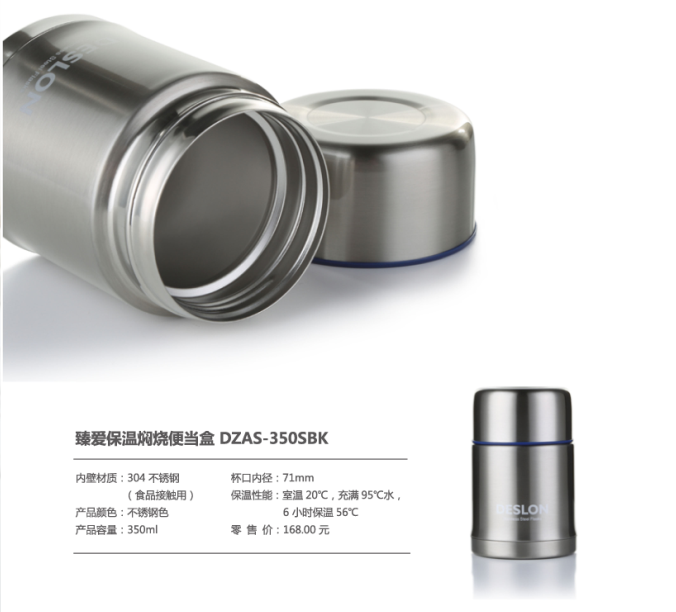 DESLON
臻爱保温焖烧便当盒 DZAS-350SBK
内壁材质：304 不锈钢
（食品接触用）
产品颜色：不锈钢色
产品容量：350ml
杯口内径：71mm
保温性能：室温 20℃，充满 95℃水，
6 小时保温 56℃
零 售 价：168.00 元
DESLON